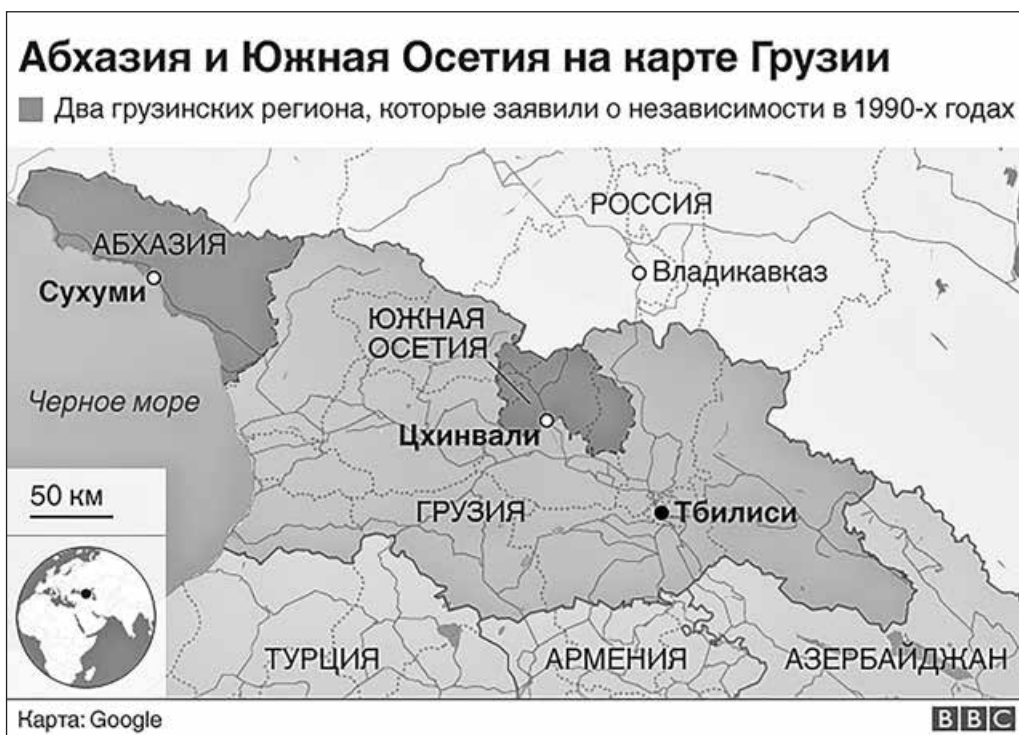 Абхазия и Южная Осетия на карте Грузии
Два грузинских региона, которые заявили о независимости в 1990-х годах
РОССИЯ
АБХАЗИЯ
Владикавказ
Сухуми
ЮЖНАЯ
ОСЕТИЯ
Черное море
Цхинвали
50 км
ГРУЗИЯ
Тбилиси
ТУРЦИЯ
АРМЕНИЯ
АЗЕРБАЙДЖАН
Карта: Google
BBC